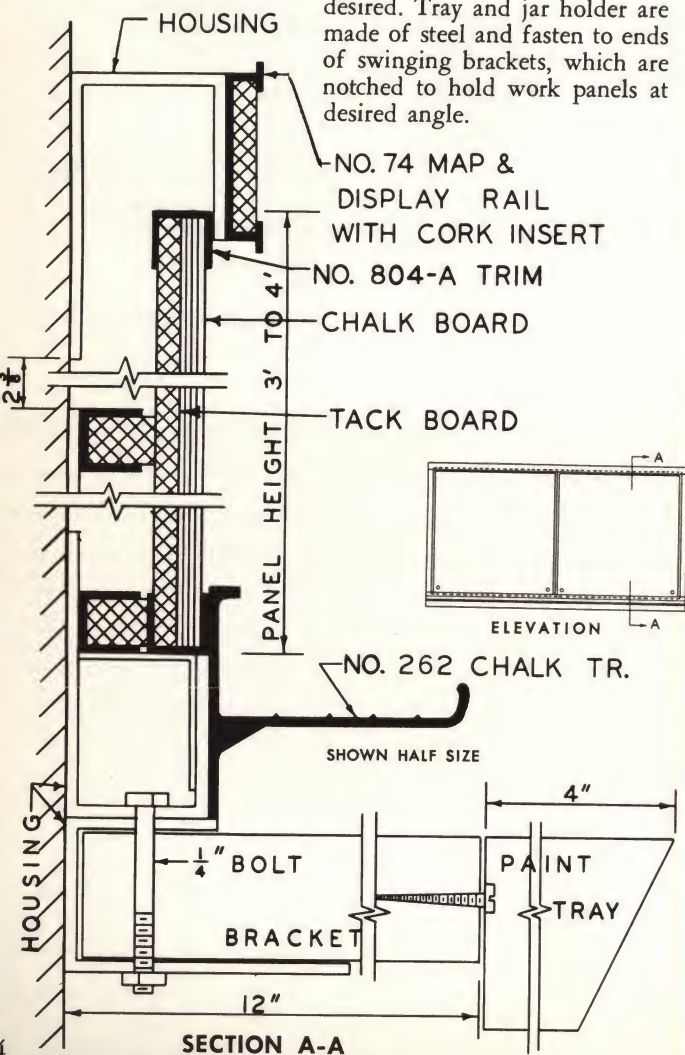 desired. Tray and jar holder are
made of steel and fasten to ends
of swinging brackets, which are
notched to hold work panels at
desired angle.
HOUSING
NO. 74 MAP &
DISPLAY RAIL
WITH CORK INSERT
NO. 804-A TRIM
CHALK BOARD
PANEL HEIGHT 3' TO 4'
2 3/8
TACK BOARD
A
A
ELEVATION
NO. 262 CHALK TR.
SHOWN HALF SIZE
HOUSING
4"
1/4" BOLT
PAINT
TRAY
BRACKET
12"
SECTION A-A